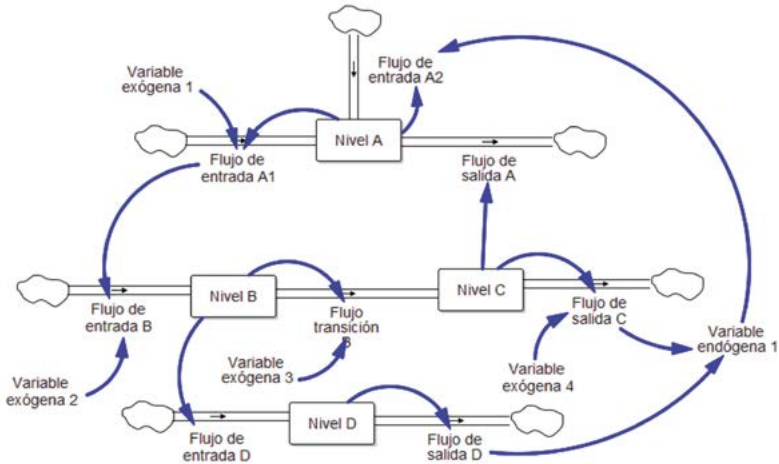 Flujo de
entrada A2
Variable
exógena 1
Nivel A
Flujo de
entrada A1
Flujo de
salida A
Nivel B
Nivel C
Flujo de
entrada B
Flujo
transición
B
Flujo de
salida C
Variable
endógena 1
Variable
exógena 2
Variable
exógena 3
Variable
exógena 4
Nivel D
Flujo de
entrada D
Flujo de
salida D